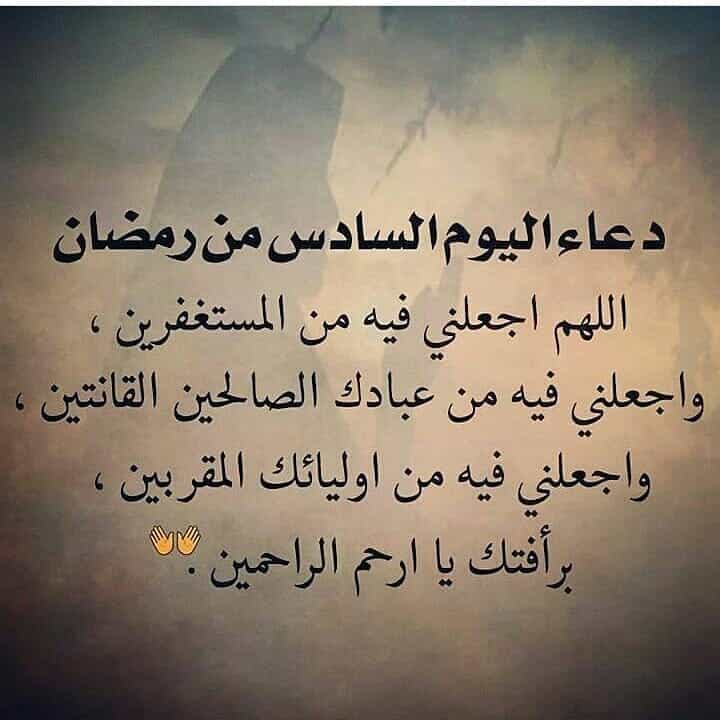 دعاء اليوم السادس من رمضان
اللهم اجعلني فيه من المستغفرين ،
واجعلني فيه من عبادك الصالحين القانتين ،
واجعلني فيه من اوليائك المقربين ،
برأفتك يا ارحم الراحمين . 👐